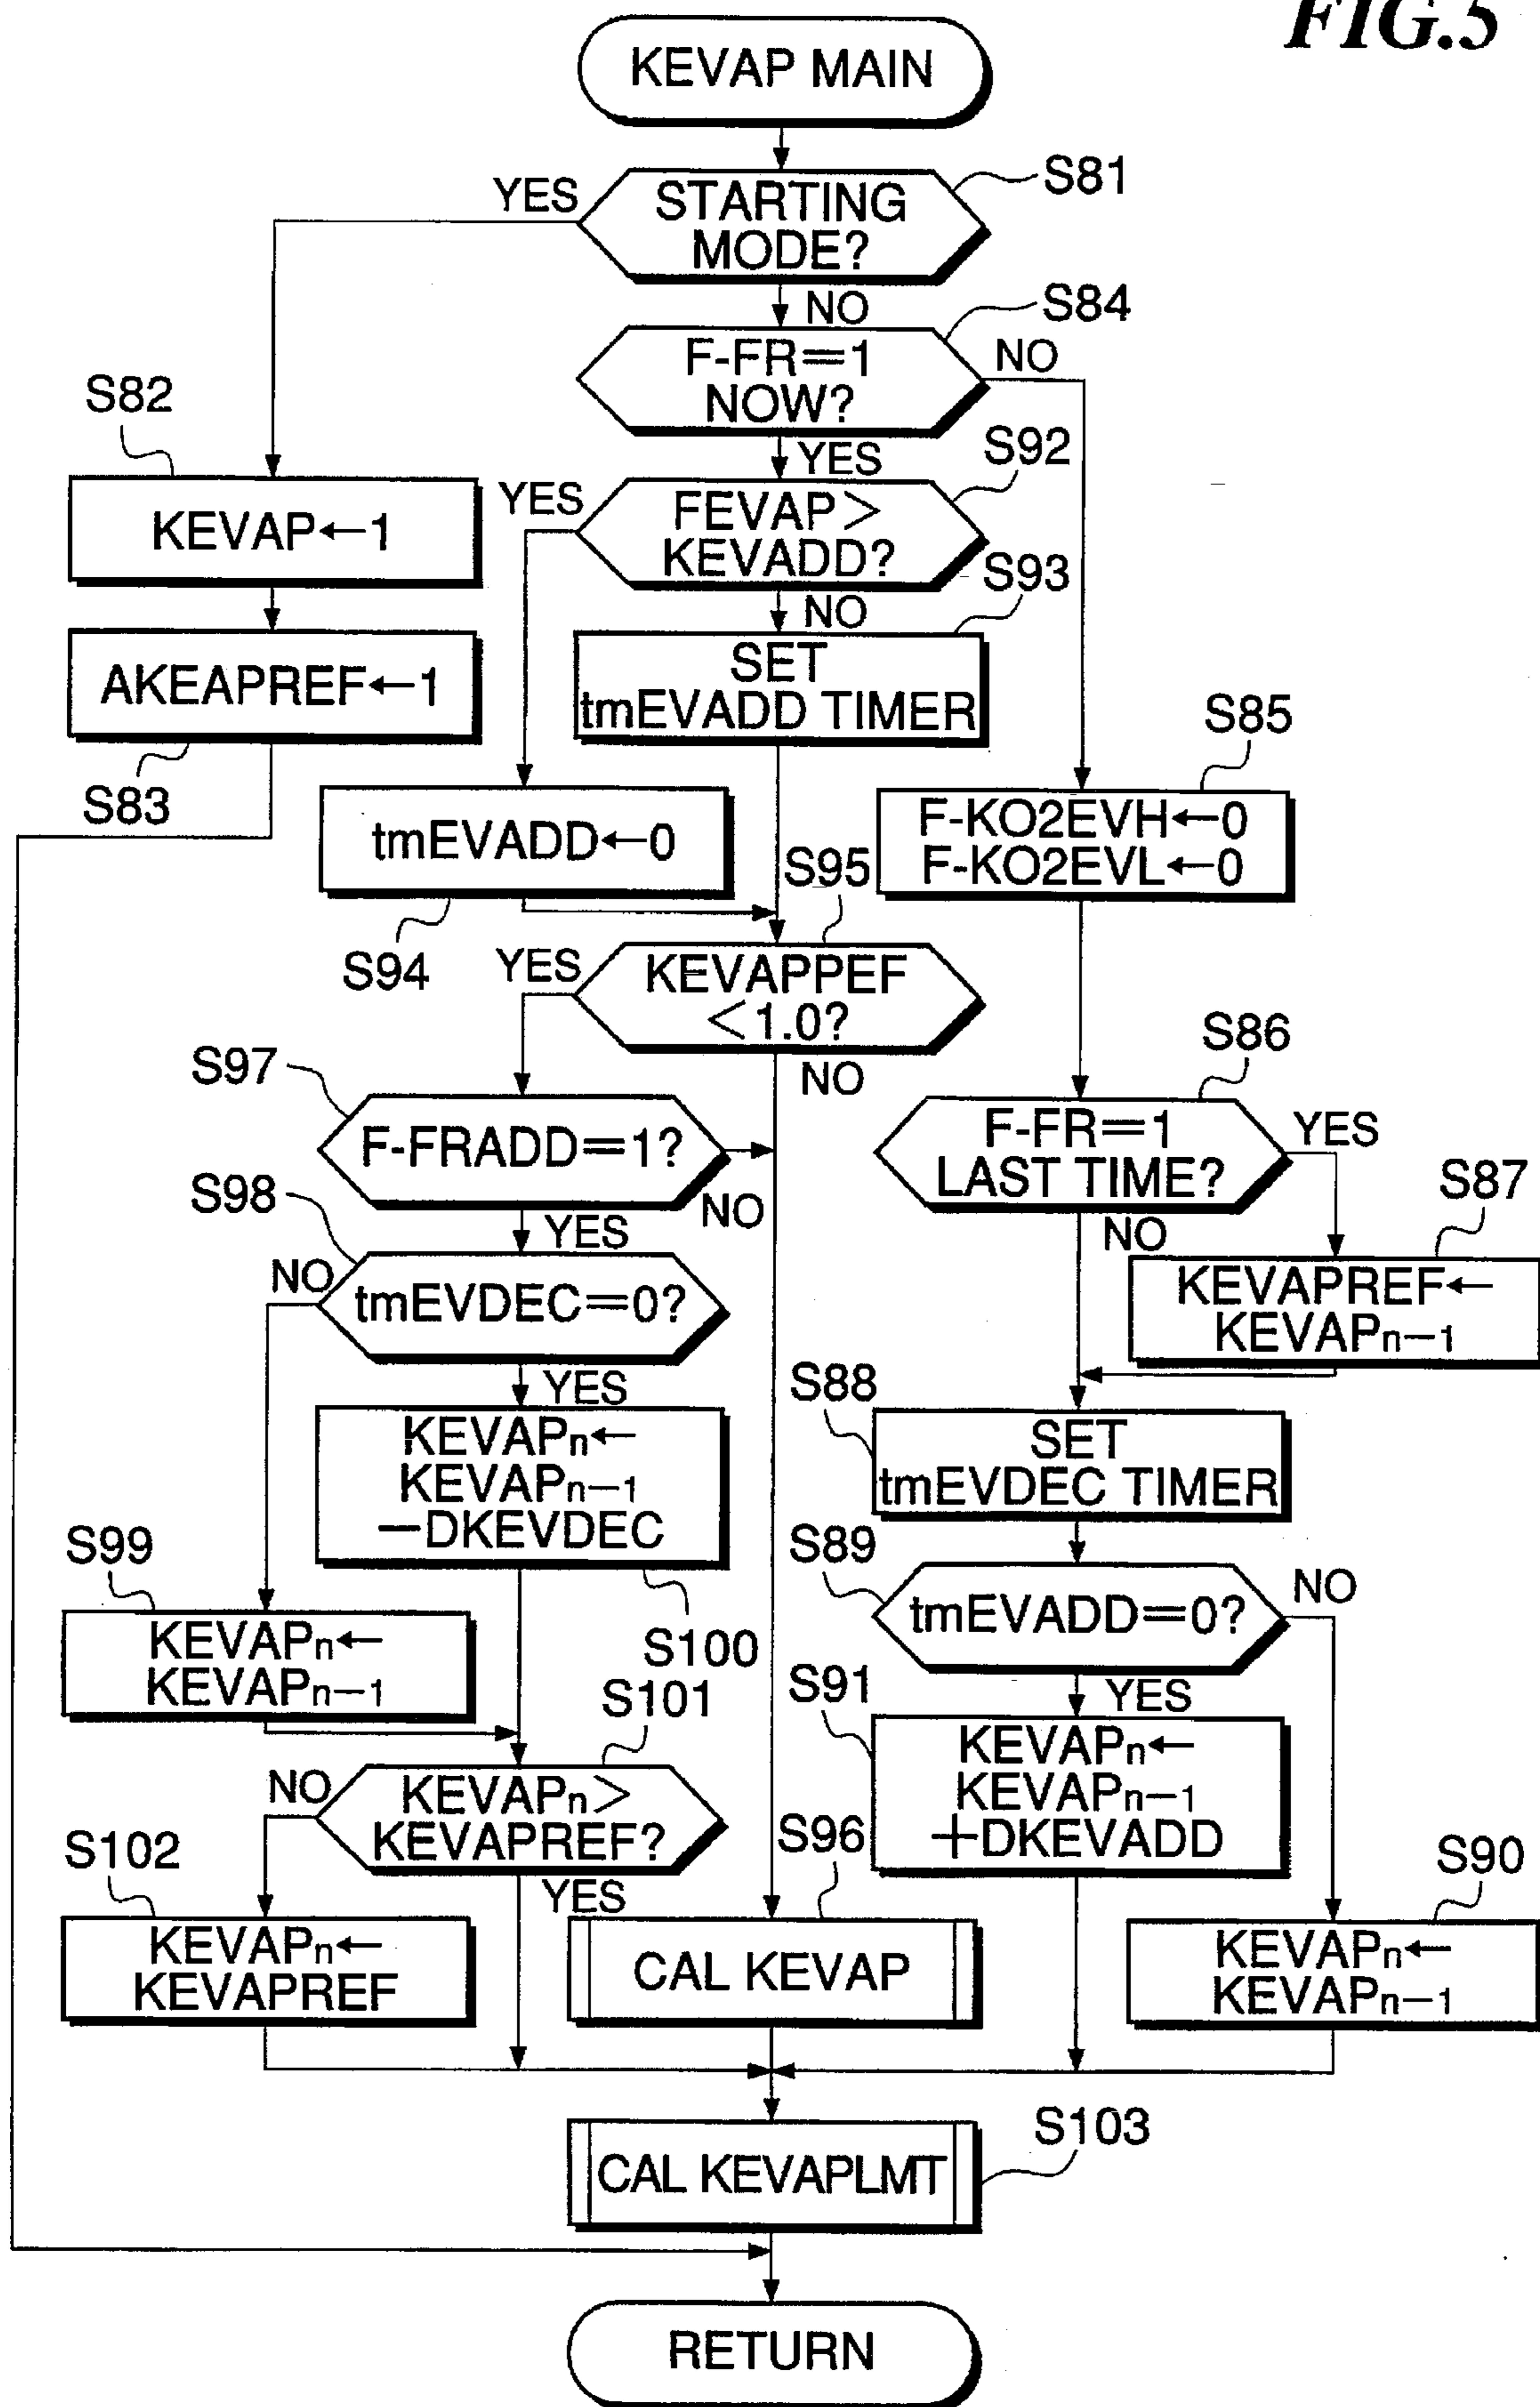 FIG.5
KEVAP MAIN
S81
YES
STARTING
MODE?
NO
S84
F-FR=1
NOW?
NO
S82
YES
S92
KEVAP←1
YES
FEVAP>
KEVADD?
S93
NO
AKEAPREF←1
SET
tmEVADD TIMER
S83
S85
tmEVADD←0
F-KO2EVH←0
F-KO2EVL←0
S95
S94
YES
KEVAPPEF
<1.0?
NO
S97
S86
F-FRADD=1?
F-FR=1
LAST TIME?
YES
S98
NO
S87
YES
NO
NO
tmEVDEC=0?
KEVAPREF←
KEVAPn-1
YES
S88
KEVAPn←
KEVAPn-1
-DKEVDEC
SET
tmEVDEC TIMER
S99
S89
NO
tmEVADD=0?
KEVAPn←
KEVAPn-1
S100
S101
S91
YES
KEVAPn←
KEVAPn-1
+DKEVADD
NO
KEVAPn>
KEVAPREF?
S96
S102
S90
YES
KEVAPn←
KEVAPREF
CAL KEVAP
KEVAPn←
KEVAPn-1
S103
CAL KEVAPLMT
RETURN